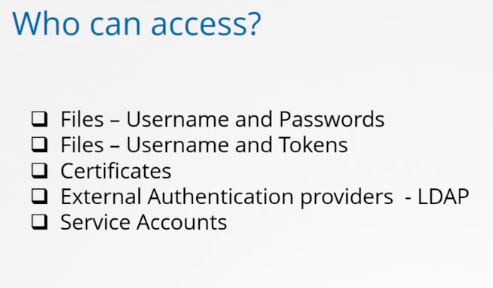 Who can access?
❑ Files – Username and Passwords
❑ Files – Username and Tokens
❑ Certificates
❑ External Authentication providers - LDAP
❑ Service Accounts